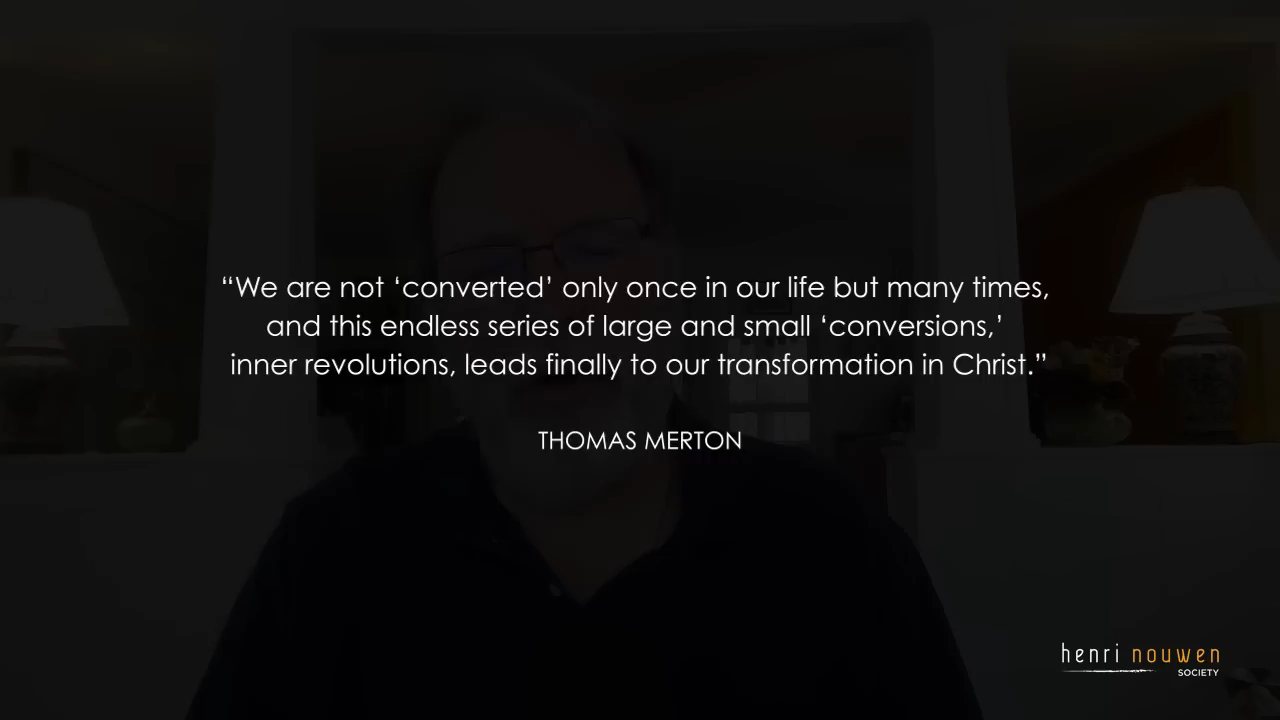 “We are not ‘converted’ only once in our life but many times,
and this endless series of large and small ‘conversions,’
inner revolutions, leads finally to our transformation in Christ.”
THOMAS MERTON
henri nouwen
SOCIETY